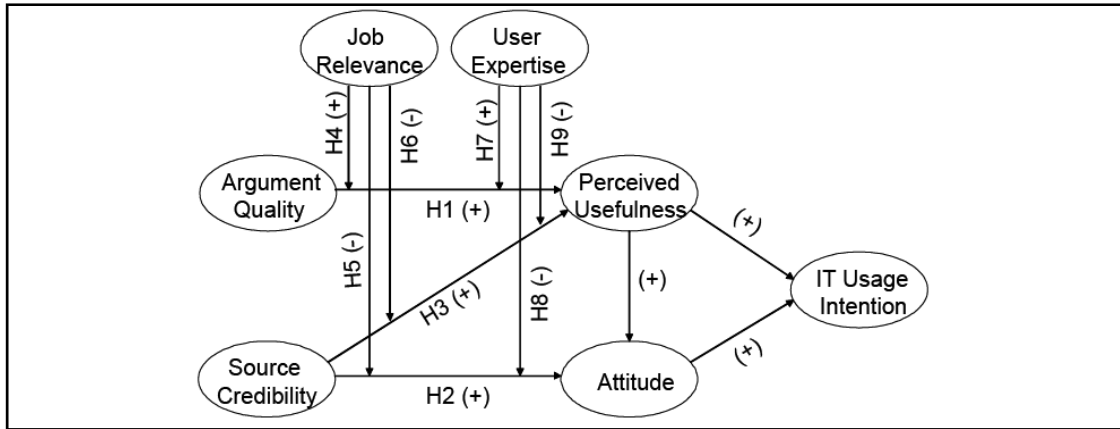 Job
Relevance
User
Expertise
H4 (+)
H6 (-)
H7 (+)
H9 (-)
Argument
Quality
H1 (+)
Perceived
Usefulness
(+)
H5 (-)
H3 (+)
H8 (-)
(+)
IT Usage
Intention
Source
Credibility
H2 (+)
Attitude
(+)